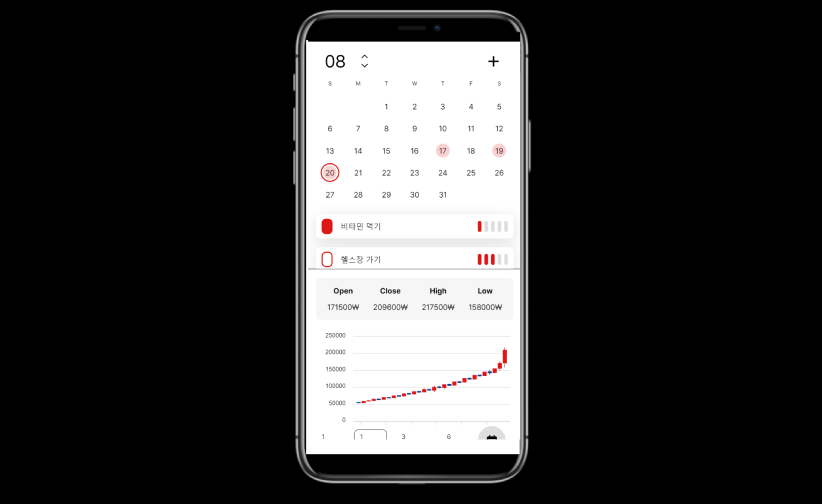 08
S M T W T F S
1 2 3 4 5
6 7 8 9 10 11 12
13 14 15 16 17 18 19
20 21 22 23 24 25 26
27 28 29 30 31
비타민 먹기
헬스장 가기
Open Close High Low
171500₩ 209600₩ 217500₩ 158000₩
250000
200000
150000
100000
50000
0
1 1 3 6